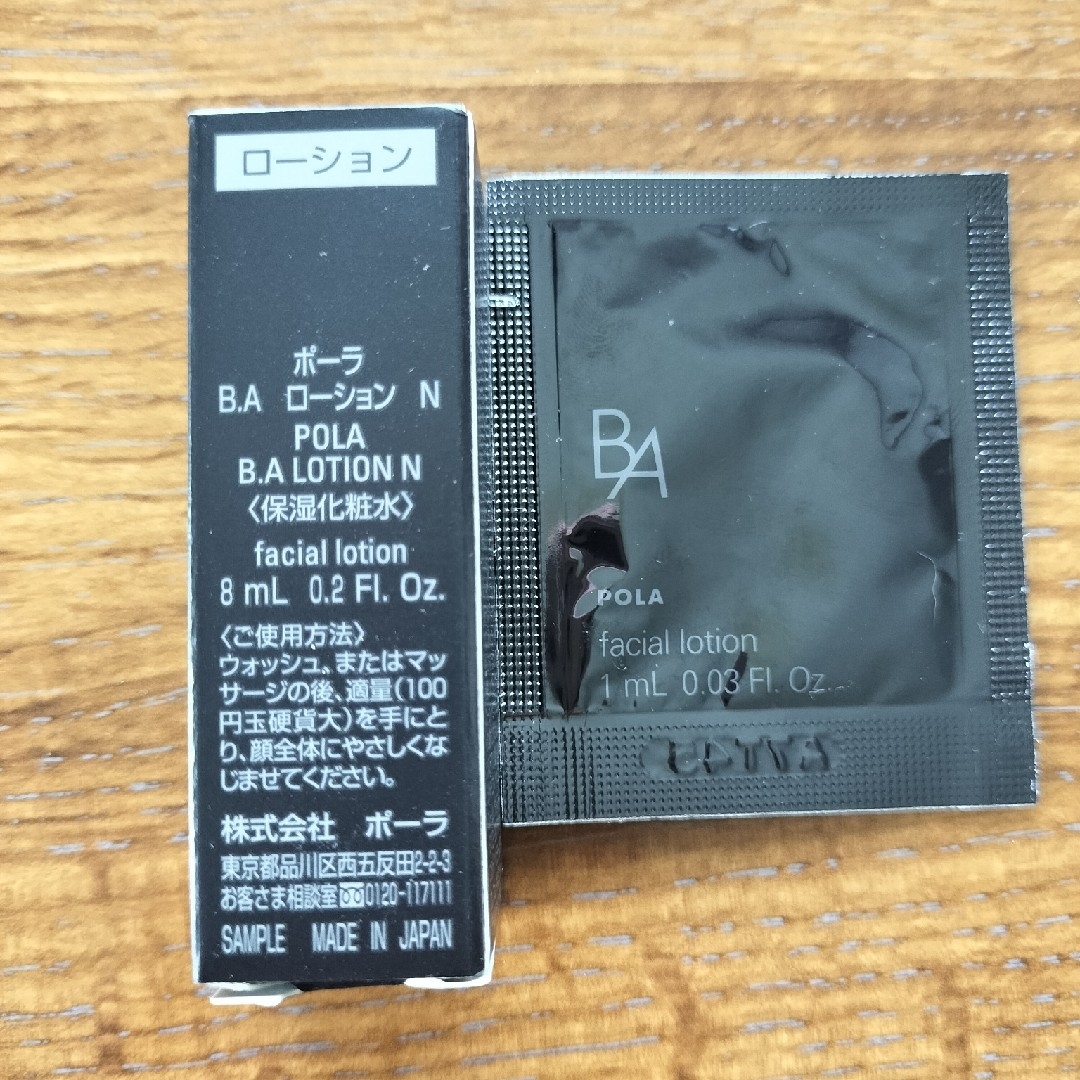 ローション
ポーラ
B.A ローション N
POLA
B.A LOTION N
〈保湿化粧水〉
facial lotion
8 mL 0.2 Fl. Oz.
〈ご使用方法〉
ウォッシュ、またはマッ
サージの後、適量(100
円玉硬貨大)を手にと
り、顔全体にやさしくな
じませてください。
株式会社 ポーラ
東京都品川区西五反田2-2-3
お客さま相談室 0120-117111
SAMPLE MADE IN JAPAN
BA
POLA
facial lotion
1 mL 0.03 Fl. Oz.